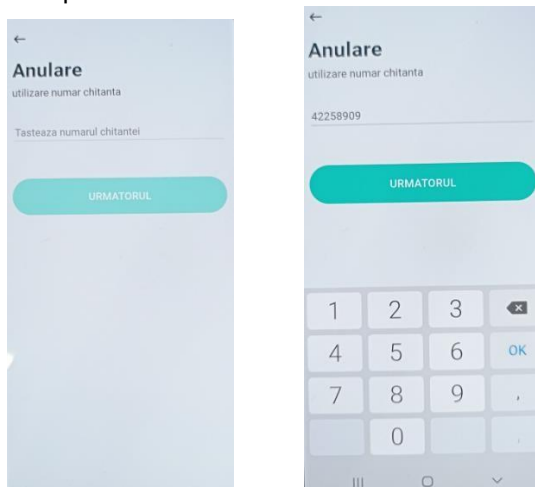 ←
Anulare
utilizare numar chitanta
Tasteaza numarul chitantei
URMATORUL
←
Anulare
utilizare numar chitanta
42258909
URMATORUL
1 2 3
4 5 6 OK
7 8 9 ,
0